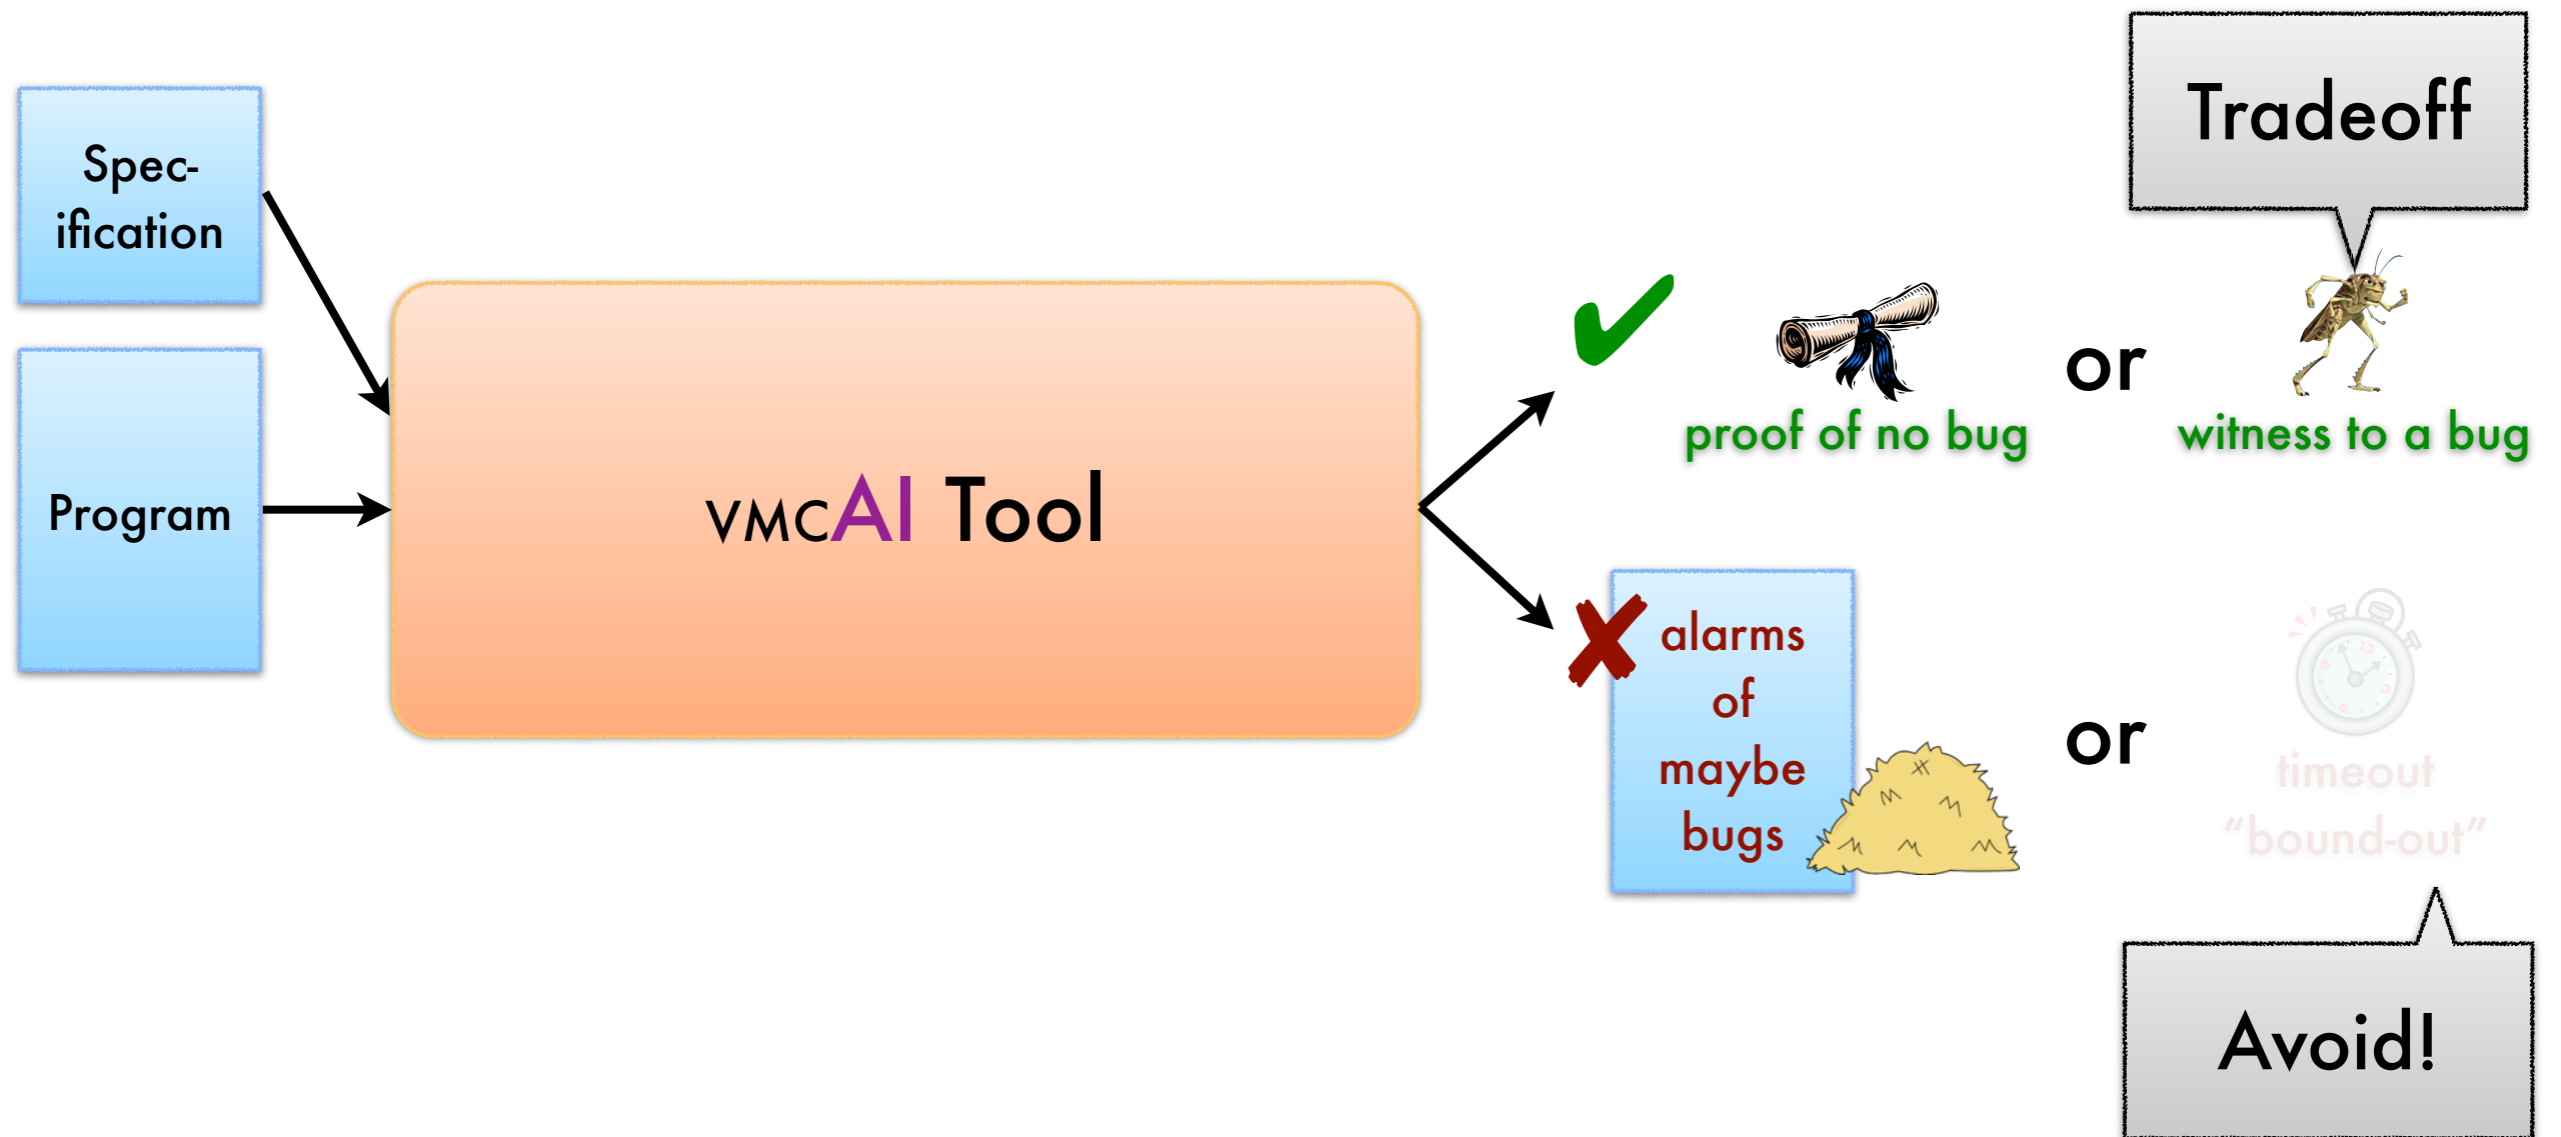 Spec-
ification
Program
VMCAI Tool
Tradeoff
or
proof of no bug
witness to a bug
alarms
of
maybe
bugs
or
timeout
“bound-out”
Avoid!